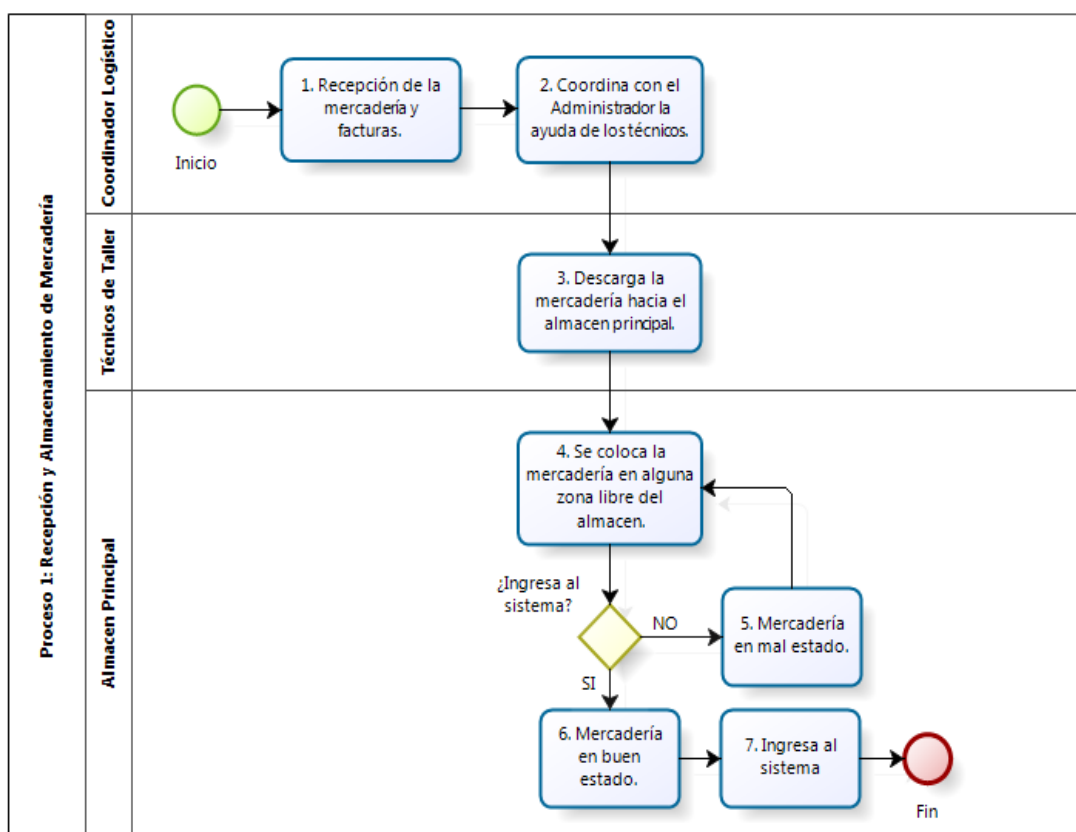 Proceso 1: Recepción y Almacenamiento de Mercadería
Coordinador Logístico
Inicio
1. Recepción de la
mercadería y
facturas.
2. Coordina con el
Administrador la
ayuda de los técnicos.
Técnicos de Taller
3. Descarga la
mercadería hacia el
almacen principal.
Almacen Principal
4. Se coloca la
mercadería en alguna
zona libre del
almacen.
¿Ingresa al
sistema?
NO
5. Mercadería
en mal estado.
SI
6. Mercadería
en buen
estado.
7. Ingresa al
sistema
Fin